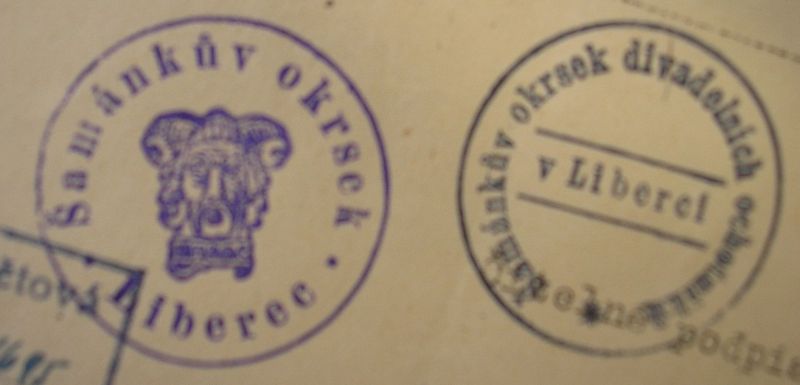 Šamánkův okrsek
• Liberec •
Šamánkův okrsek divadelních ochotníků
v Liberci
podpis